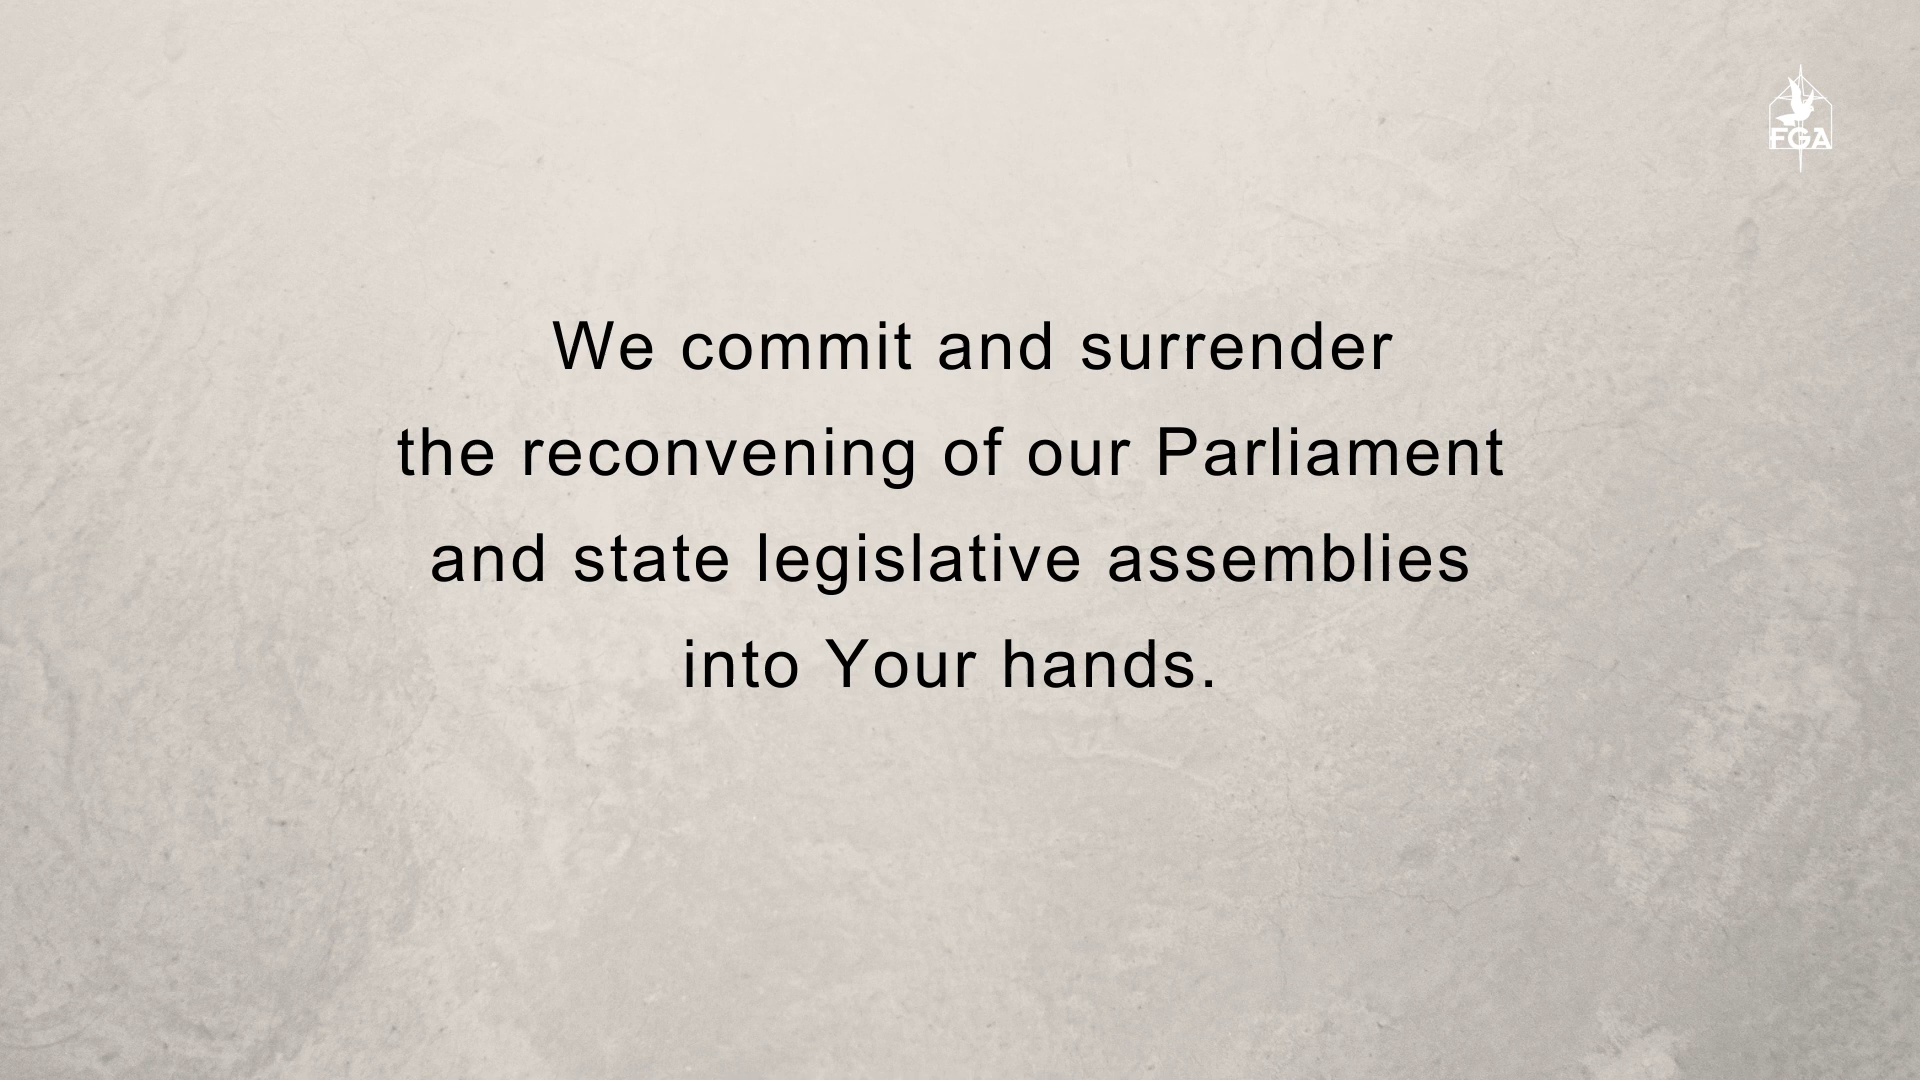 FGA
We commit and surrender
the reconvening of our Parliament
and state legislative assemblies
into Your hands.